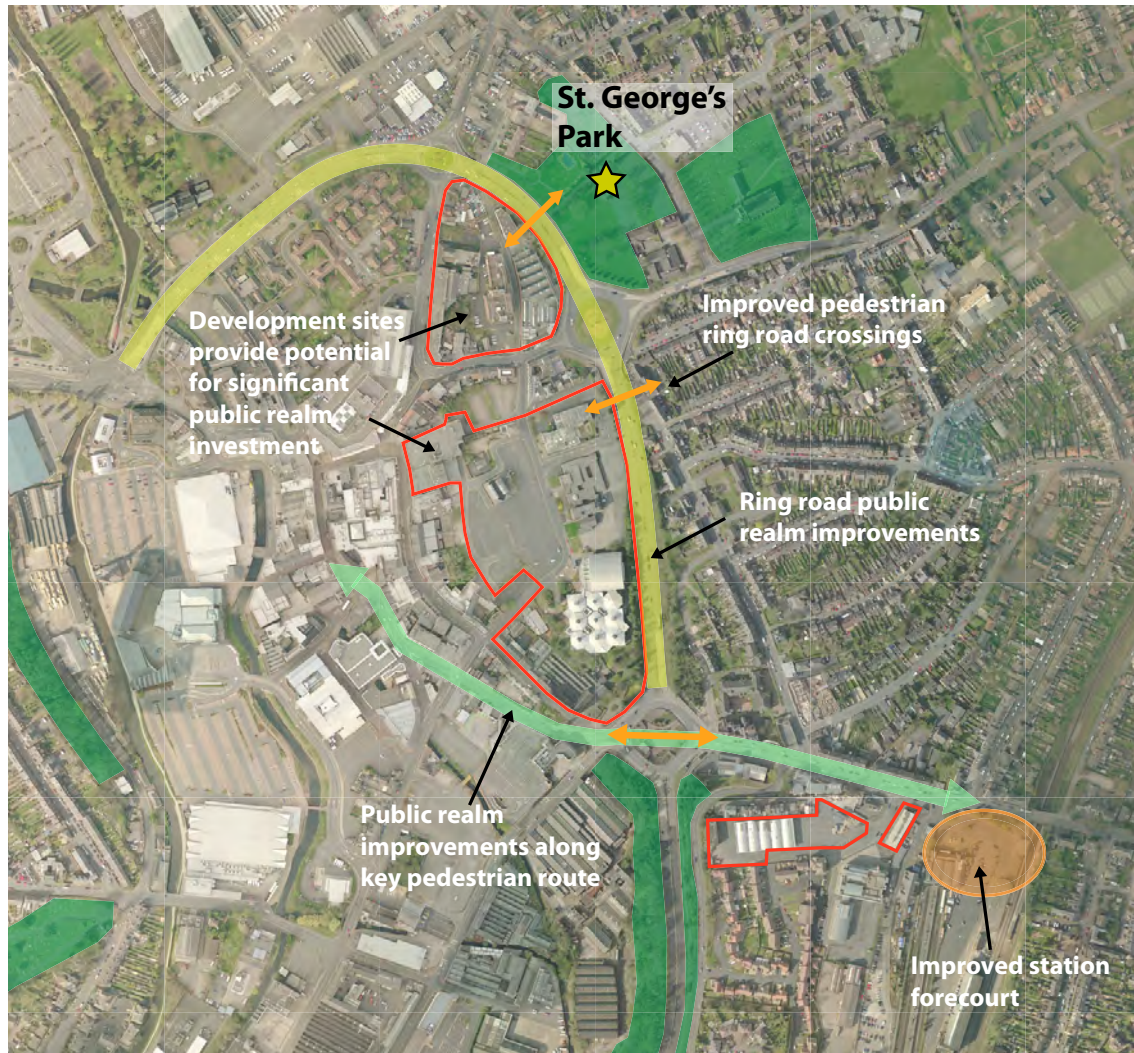 St. George's
Park
Improved pedestrian
ring road crossings
Development sites
provide potential
for significant
public realm
investment
Ring road public
realm improvements
Public realm
improvements along
key pedestrian route
Improved station
forecourt